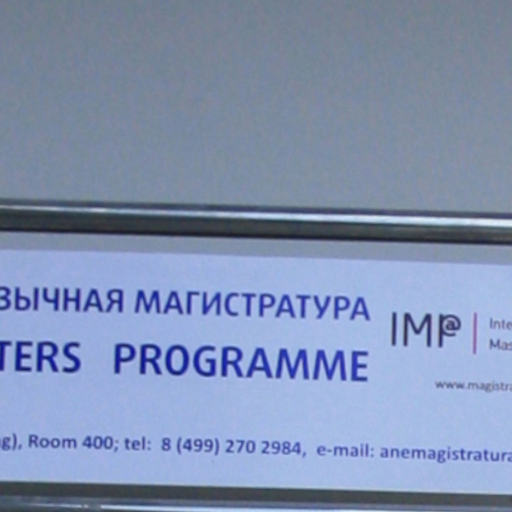 ЗЫЧНАЯ МАГИСТРАТУРА
TERS PROGRAMME
IMP@
Inte
Mas
www.magistra
g), Room 400; tel: 8 (499) 270 2984, e-mail: anemagistratura